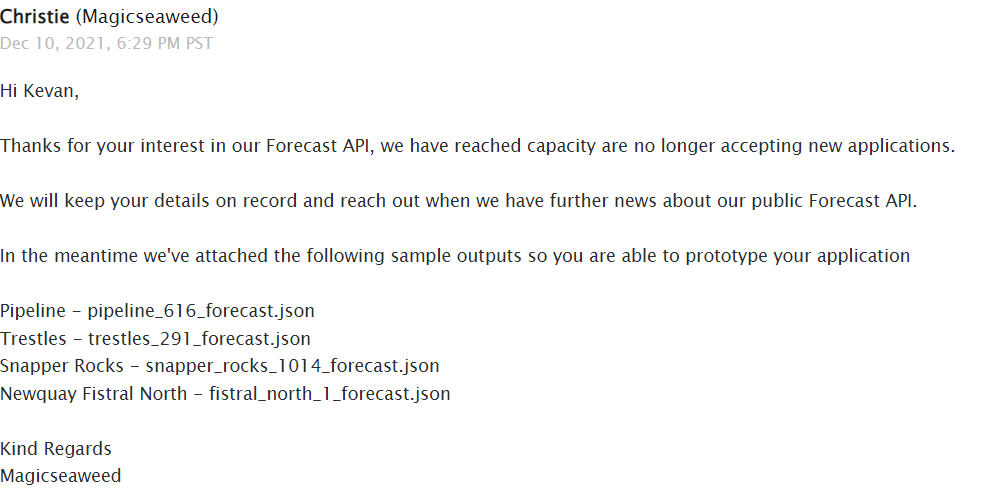 Christie (Magicseaweed)
Dec 10, 2021, 6:29 PM PST
Hi Kevan,
Thanks for your interest in our Forecast API, we have reached capacity are no longer accepting new applications.
We will keep your details on record and reach out when we have further news about our public Forecast API.
In the meantime we've attached the following sample outputs so you are able to prototype your application
Pipeline - pipeline_616_forecast.json
Trestles - trestles_291_forecast.json
Snapper Rocks - snapper_rocks_1014_forecast.json
Newquay Fistral North - fistral_north_1_forecast.json
Kind Regards
Magicseaweed